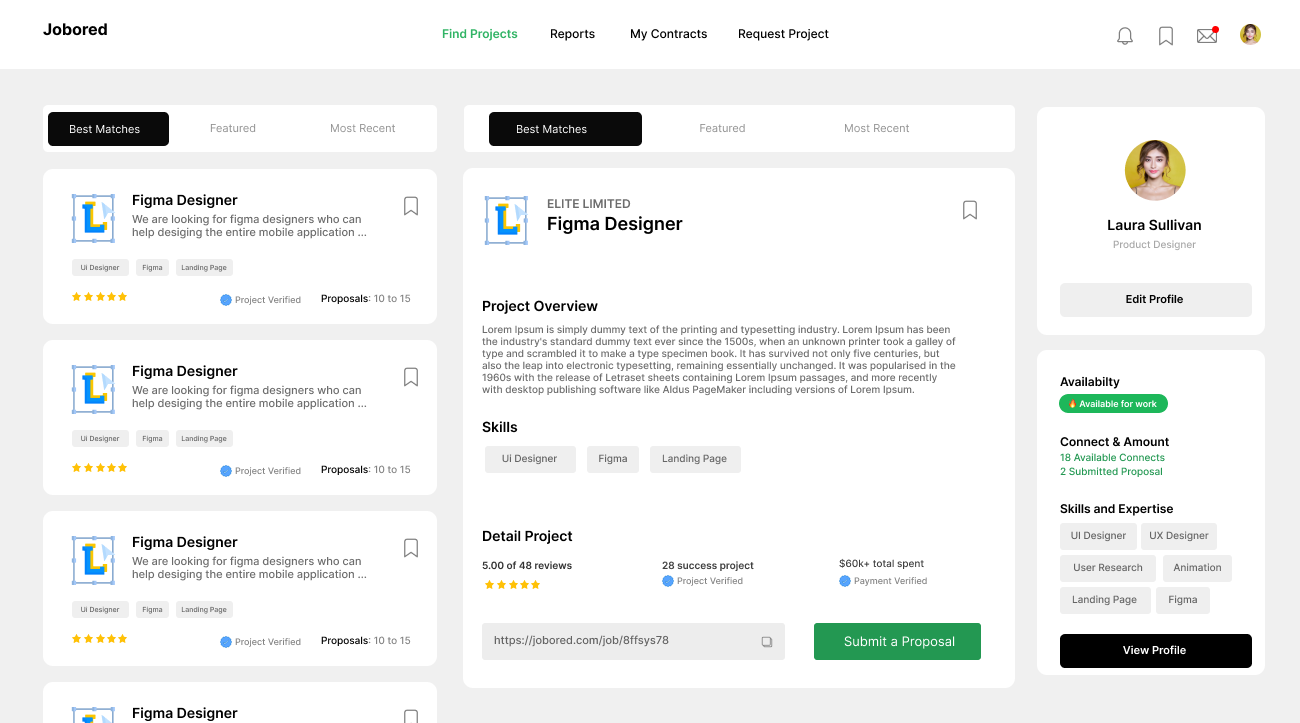 Jobored
Find Projects
Reports
My Contracts
Request Project
Best Matches
Featured
Most Recent
Figma Designer
We are looking for figma designers who can
help desiging the entire mobile application ...
Ui Designer
Figma
Landing Page
Project Verified
Proposals: 10 to 15
Figma Designer
We are looking for figma designers who can
help desiging the entire mobile application ...
Ui Designer
Figma
Landing Page
Project Verified
Proposals: 10 to 15
Figma Designer
We are looking for figma designers who can
help desiging the entire mobile application ...
Ui Designer
Figma
Landing Page
Project Verified
Proposals: 10 to 15
Figma Designer
Best Matches
Featured
Most Recent
ELITE LIMITED
Figma Designer
Project Overview
Lorem Ipsum is simply dummy text of the printing and typesetting industry. Lorem Ipsum has been
the industry's standard dummy text ever since the 1500s, when an unknown printer took a galley of
type and scrambled it to make a type specimen book. It has survived not only five centuries, but
also the leap into electronic typesetting, remaining essentially unchanged. It was popularised in the
1960s with the release of Letraset sheets containing Lorem Ipsum passages, and more recently
with desktop publishing software like Aldus PageMaker including versions of Lorem Ipsum.
Skills
Ui Designer
Figma
Landing Page
Detail Project
5.00 of 48 reviews
28 success project
Project Verified
$60k+ total spent
Payment Verified
https://jobored.com/job/8ffsys78
Submit a Proposal
Laura Sullivan
Product Designer
Edit Profile
Availabilty
🔥 Available for work
Connect & Amount
18 Available Connects
2 Submitted Proposal
Skills and Expertise
UI Designer
UX Designer
User Research
Animation
Landing Page
Figma
View Profile